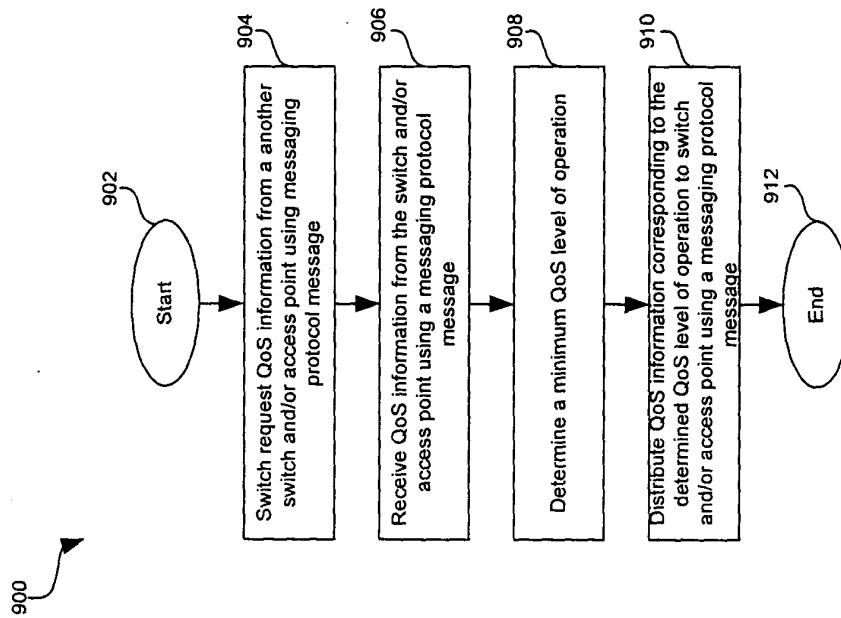 900
902
Start
904
Switch request QoS information from a another
switch and/or access point using messaging
protocol message
906
Receive QoS information from the switch and/or
access point using a messaging protocol
message
908
Determine a minimum QoS level of operation
910
Distribute QoS information corresponding to the
determined QoS level of operation to switch
and/or access point using a messaging protocol
message
912
End